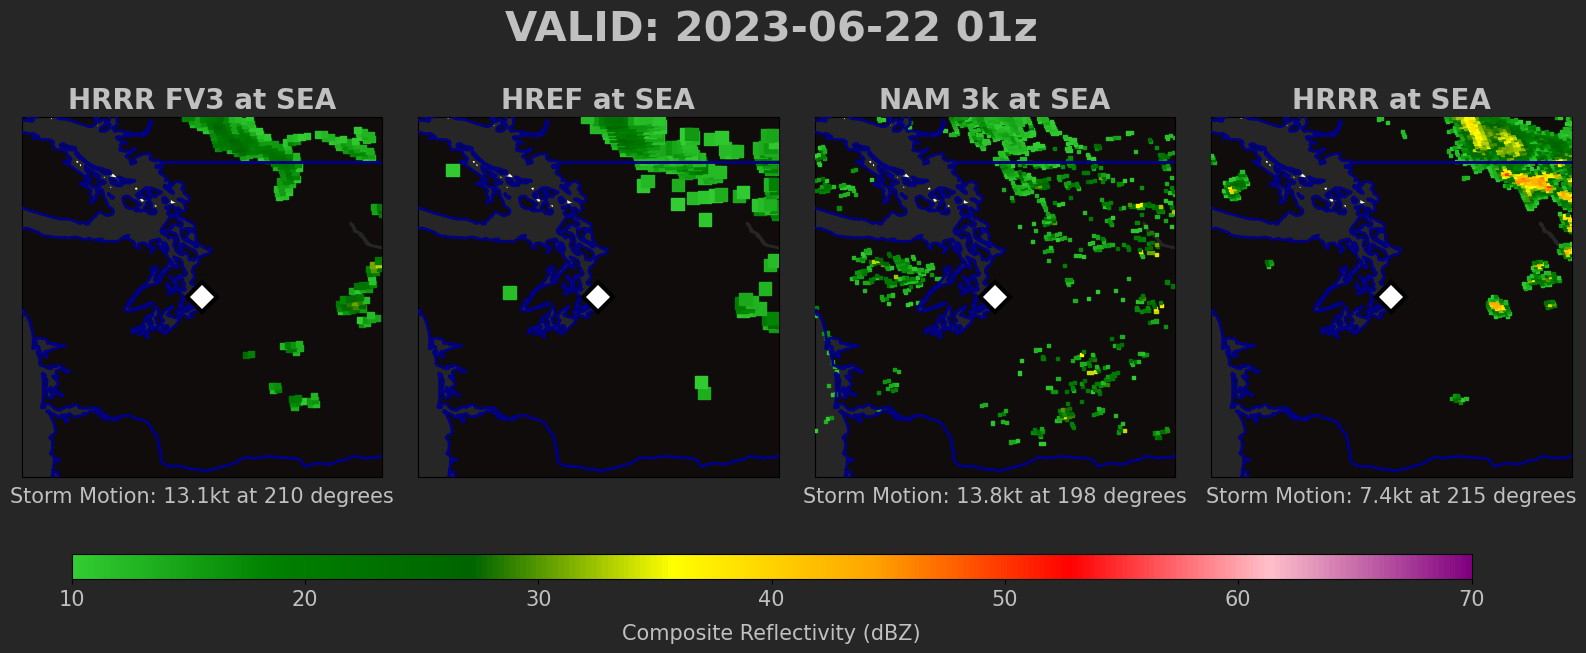 VALID: 2023-06-22 01z
HRRR FV3 at SEA
HREF at SEA
NAM 3k at SEA
HRRR at SEA
Storm Motion: 13.1kt at 210 degrees
Storm Motion: 13.8kt at 198 degrees
Storm Motion: 7.4kt at 215 degrees
10 20 30 40 50 60 70
Composite Reflectivity (dBZ)